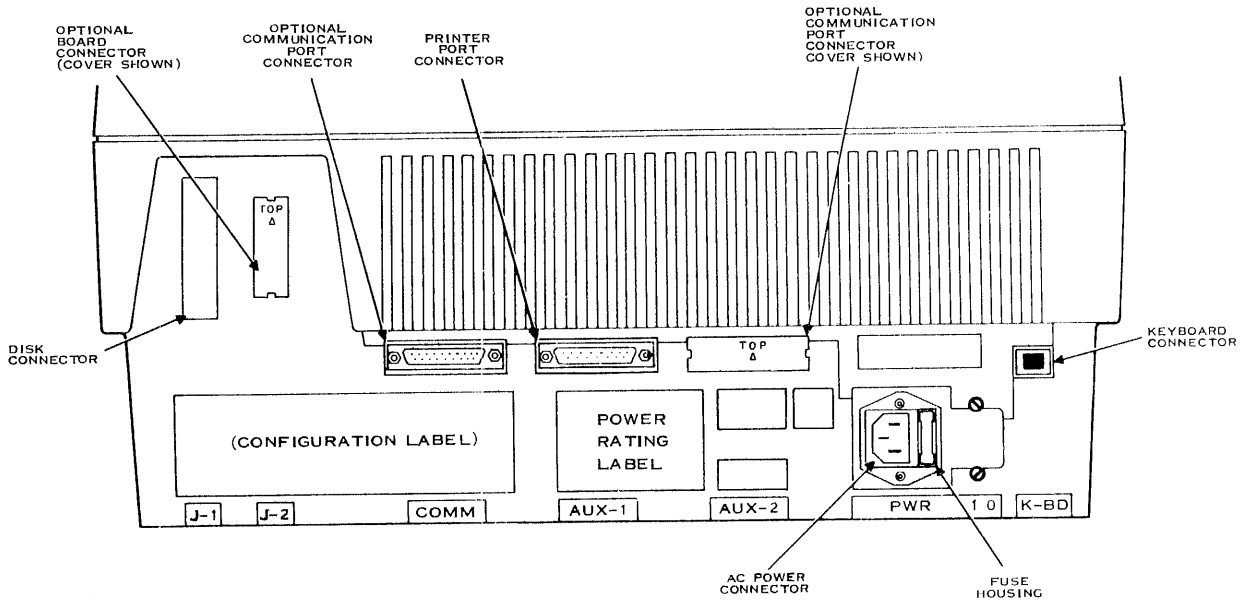 OPTIONAL
BOARD
CONNECTOR
(COVER SHOWN)
OPTIONAL
COMMUNICATION
PORT
CONNECTOR
PRINTER
PORT
CONNECTOR
OPTIONAL
COMMUNICATION
PORT
CONNECTOR
COVER SHOWN)
TOP
DISK
CONNECTOR
TOP
KEYBOARD
CONNECTOR
(CONFIGURATION LABEL)
POWER
RATING
LABEL
J-1
J-2
COMM
AUX-1
AUX-2
PWR
1 0
K-BD
AC POWER
CONNECTOR
FUSE
HOUSING